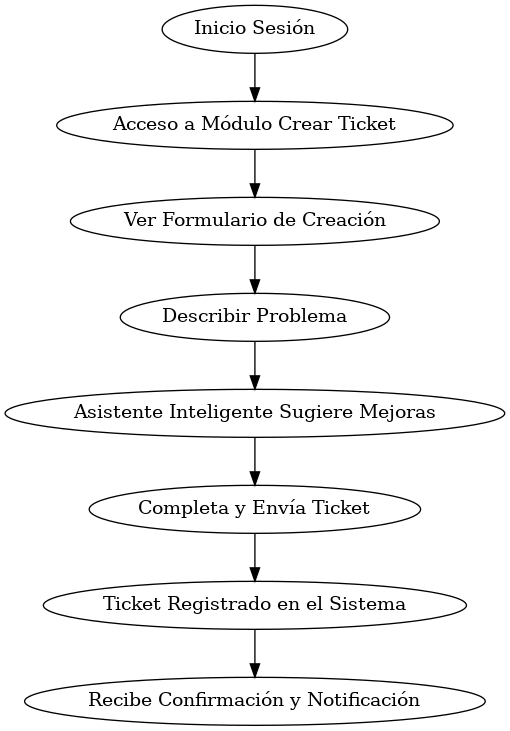 Inicio Sesión
Acceso a Módulo Crear Ticket
Ver Formulario de Creación
Describir Problema
Asistente Inteligente Sugiere Mejoras
Completa y Envía Ticket
Ticket Registrado en el Sistema
Recibe Confirmación y Notificación